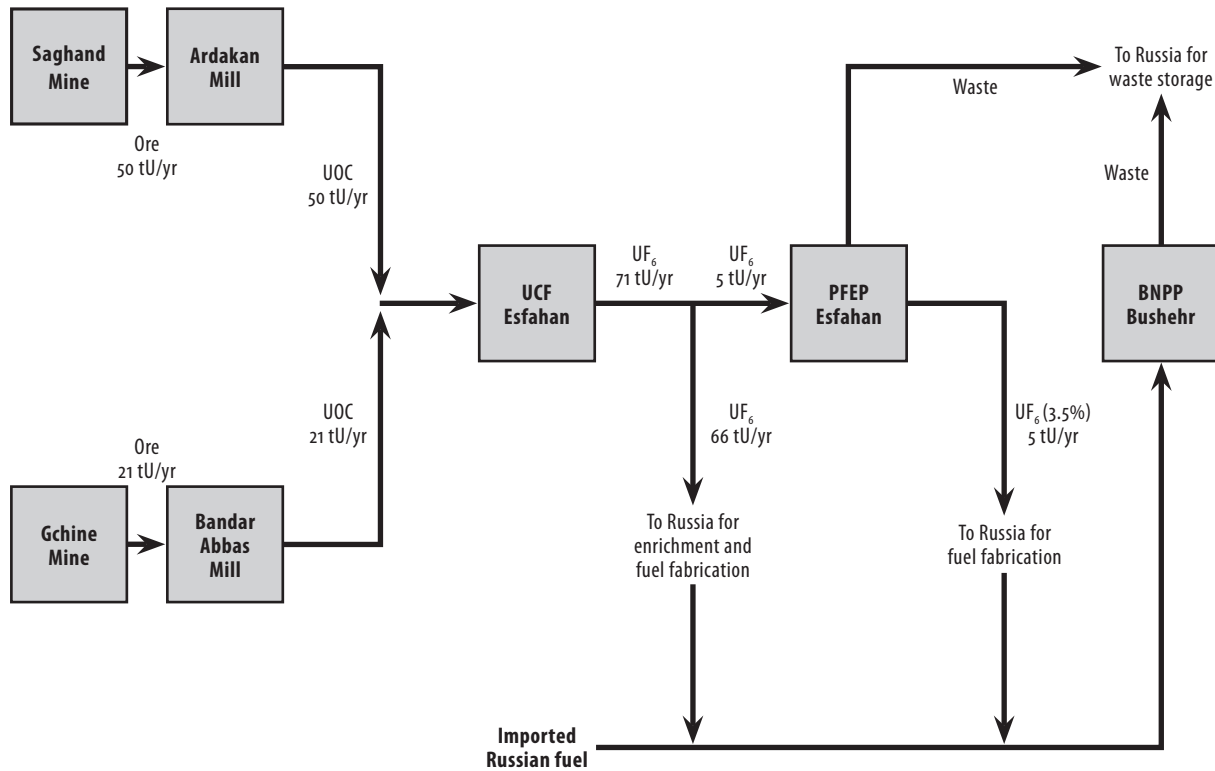 Saghand
Mine
Ardakan
Mill
Ore
50 tU/yr
UOC
50 tU/yr
Gchine
Mine
Bandar
Abbas
Mill
Ore
21 tU/yr
UOC
21 tU/yr
UCF
Esfahan
UF₆
71 tU/yr
UF₆
5 tU/yr
PFEP
Esfahan
Waste
To Russia for
waste storage
Waste
BNPP
Bushehr
UF₆
66 tU/yr
UF₆ (3.5%)
5 tU/yr
To Russia for
enrichment and
fuel fabrication
To Russia for
fuel fabrication
Imported
Russian fuel